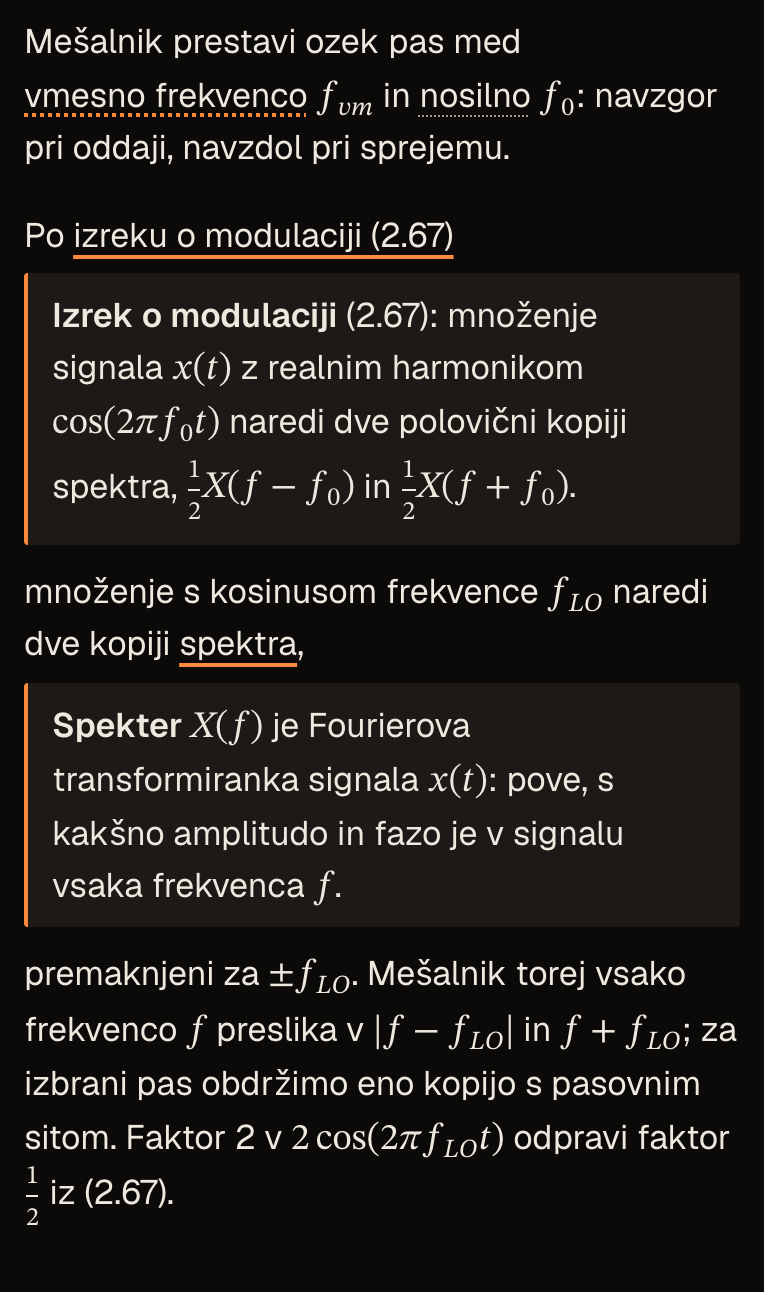 Mešalnik prestavi ozek pas med
vmesno frekvenco f_{vm} in nosilno f_0: navzgor
pri oddaji, navzdol pri sprejemu.
Po izreku o modulaciji (2.67)
Izrek o modulaciji (2.67): množenje
signala x(t) z realnim harmonikom
cos(2πf_0t) naredi dve polovični kopiji
spektra, \frac{1}{2}X(f − f_0) in \frac{1}{2}X(f + f_0).
množenje s kosinusom frekvence f_{LO} naredi
dve kopiji spektra,
Spekter X(f) je Fourierova
transformiranka signala x(t): pove, s
kakšno amplitudo in fazo je v signalu
vsaka frekvenca f.
premaknjeni za ±f_{LO}. Mešalnik torej vsako
frekvenco f preslika v |f − f_{LO}| in f + f_{LO}; za
izbrani pas obdržimo eno kopijo s pasovnim
sitom. Faktor 2 v 2 cos(2πf_{LO}t) odpravi faktor
\frac{1}{2} iz (2.67).